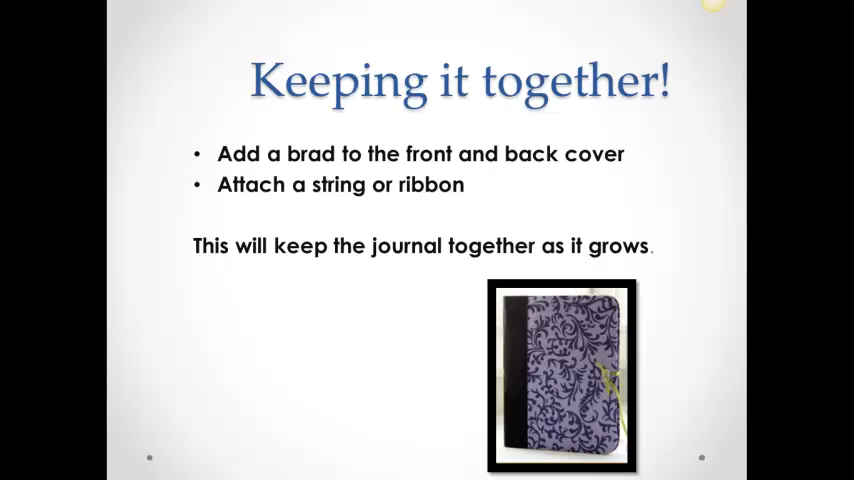 Keeping it together!
• Add a brad to the front and back cover
• Attach a string or ribbon
This will keep the journal together as it grows.